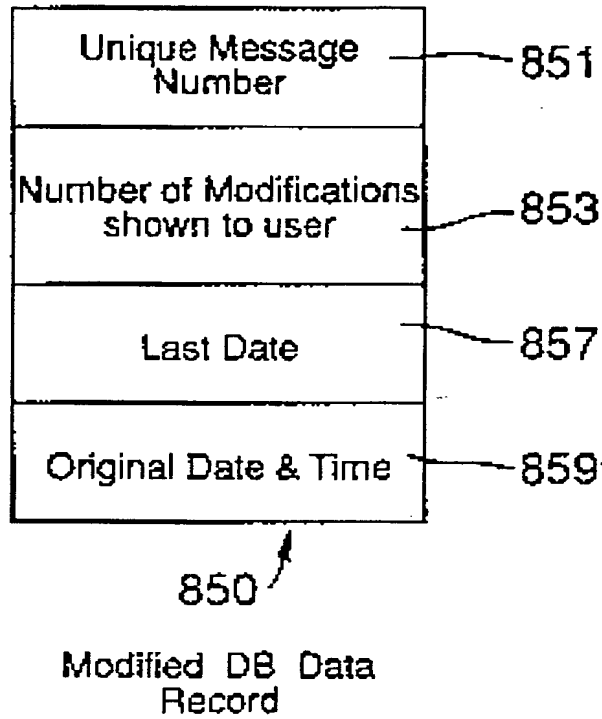 Unique Message
Number
851
Number of Modifications
shown to user
853
Last Date
857
Original Date & Time
859
850
Modified DB Data
Record